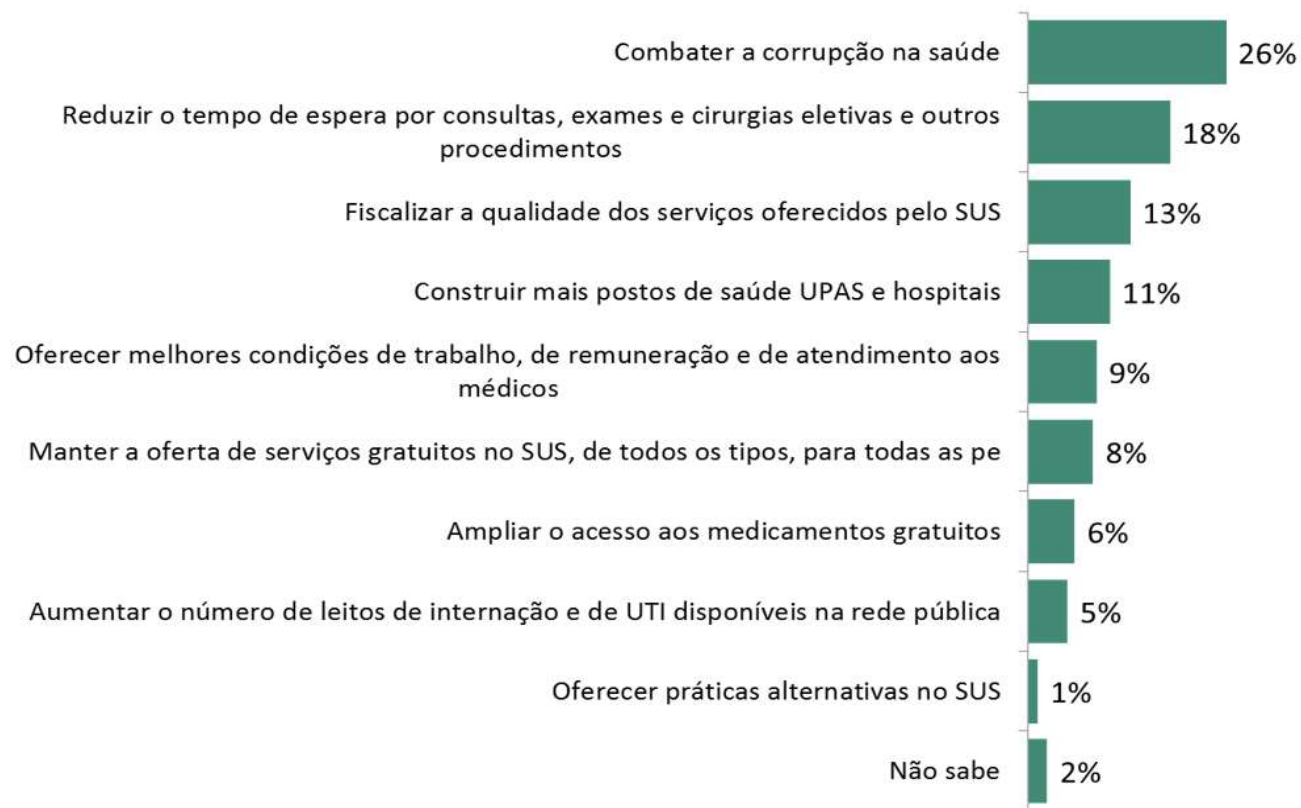 Combater a corrupção na saúde
26%
Reduzir o tempo de espera por consultas, exames e cirurgias eletivas e outros
procedimentos
18%
Fiscalizar a qualidade dos serviços oferecidos pelo SUS
13%
Construir mais postos de saúde UPAS e hospitais
11%
Oferecer melhores condições de trabalho, de remuneração e de atendimento aos
médicos
9%
Manter a oferta de serviços gratuitos no SUS, de todos os tipos, para todas as pe
8%
Ampliar o acesso aos medicamentos gratuitos
6%
Aumentar o número de leitos de internação e de UTI disponíveis na rede pública
5%
Oferecer práticas alternativas no SUS
1%
Não sabe
2%